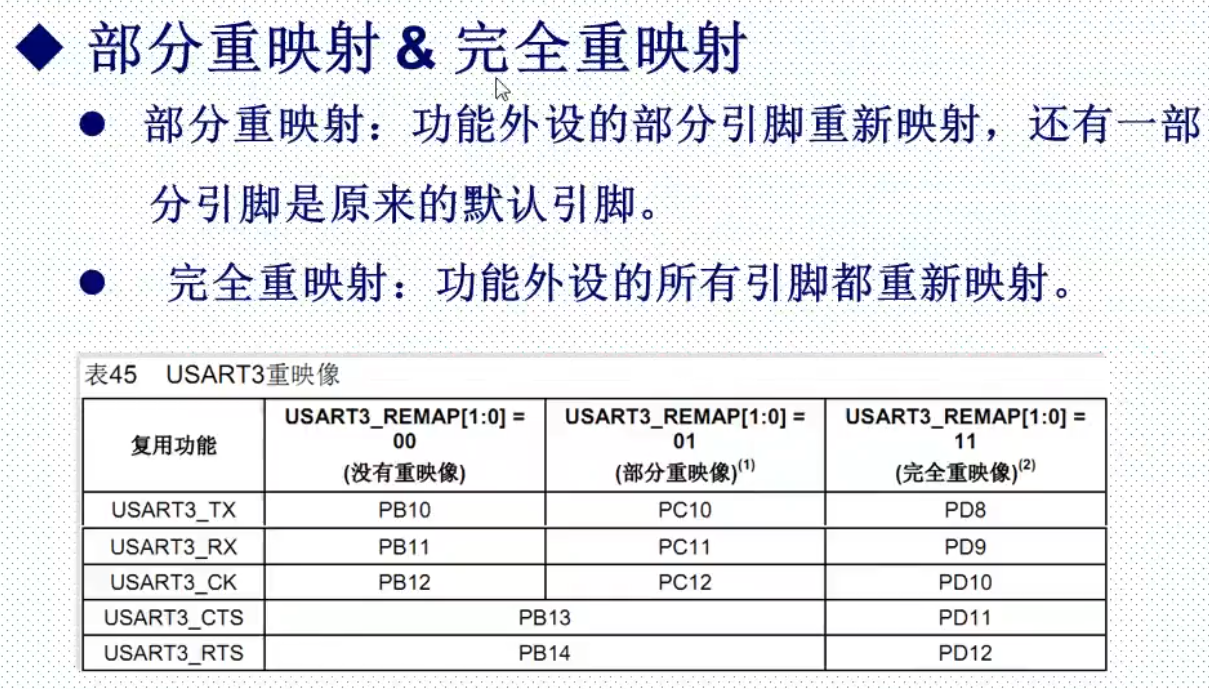 部分重映射 & 完全重映射
部分重映射：功能外设的部分引脚重新映射，还有一部
分引脚是原来的默认引脚。
完全重映射：功能外设的所有引脚都重新映射。
表45 USART3重映像
复用功能 USART3_REMAP[1:0] = 00 (没有重映像) USART3_REMAP[1:0] = 01 (部分重映像)(1) USART3_REMAP[1:0] = 11 (完全重映像)(2)
USART3_TX PB10 PC10 PD8
USART3_RX PB11 PC11 PD9
USART3_CK PB12 PC12 PD10
USART3_CTS PB13 PD11
USART3_RTS PB14 PD12